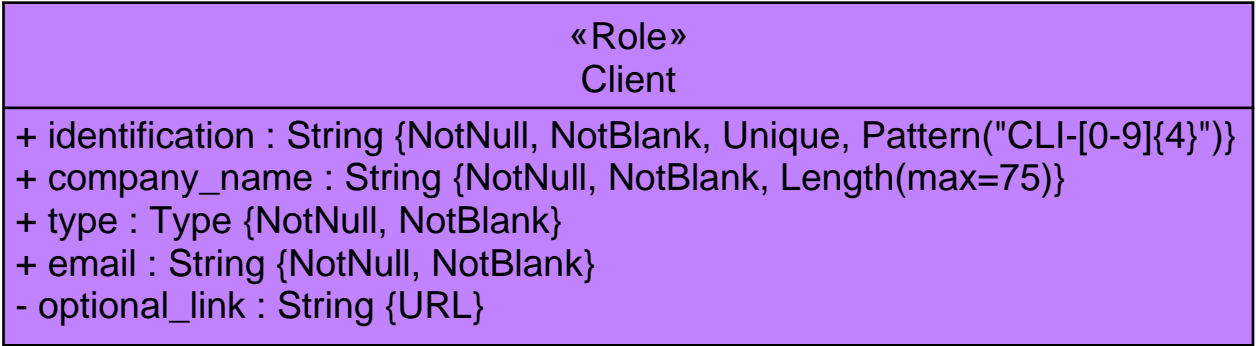 «Role»
Client
+ identification : String {NotNull, NotBlank, Unique, Pattern("CLI-[0-9]{4}")}
+ company_name : String {NotNull, NotBlank, Length(max=75)}
+ type : Type {NotNull, NotBlank}
+ email : String {NotNull, NotBlank}
- optional_link : String {URL}